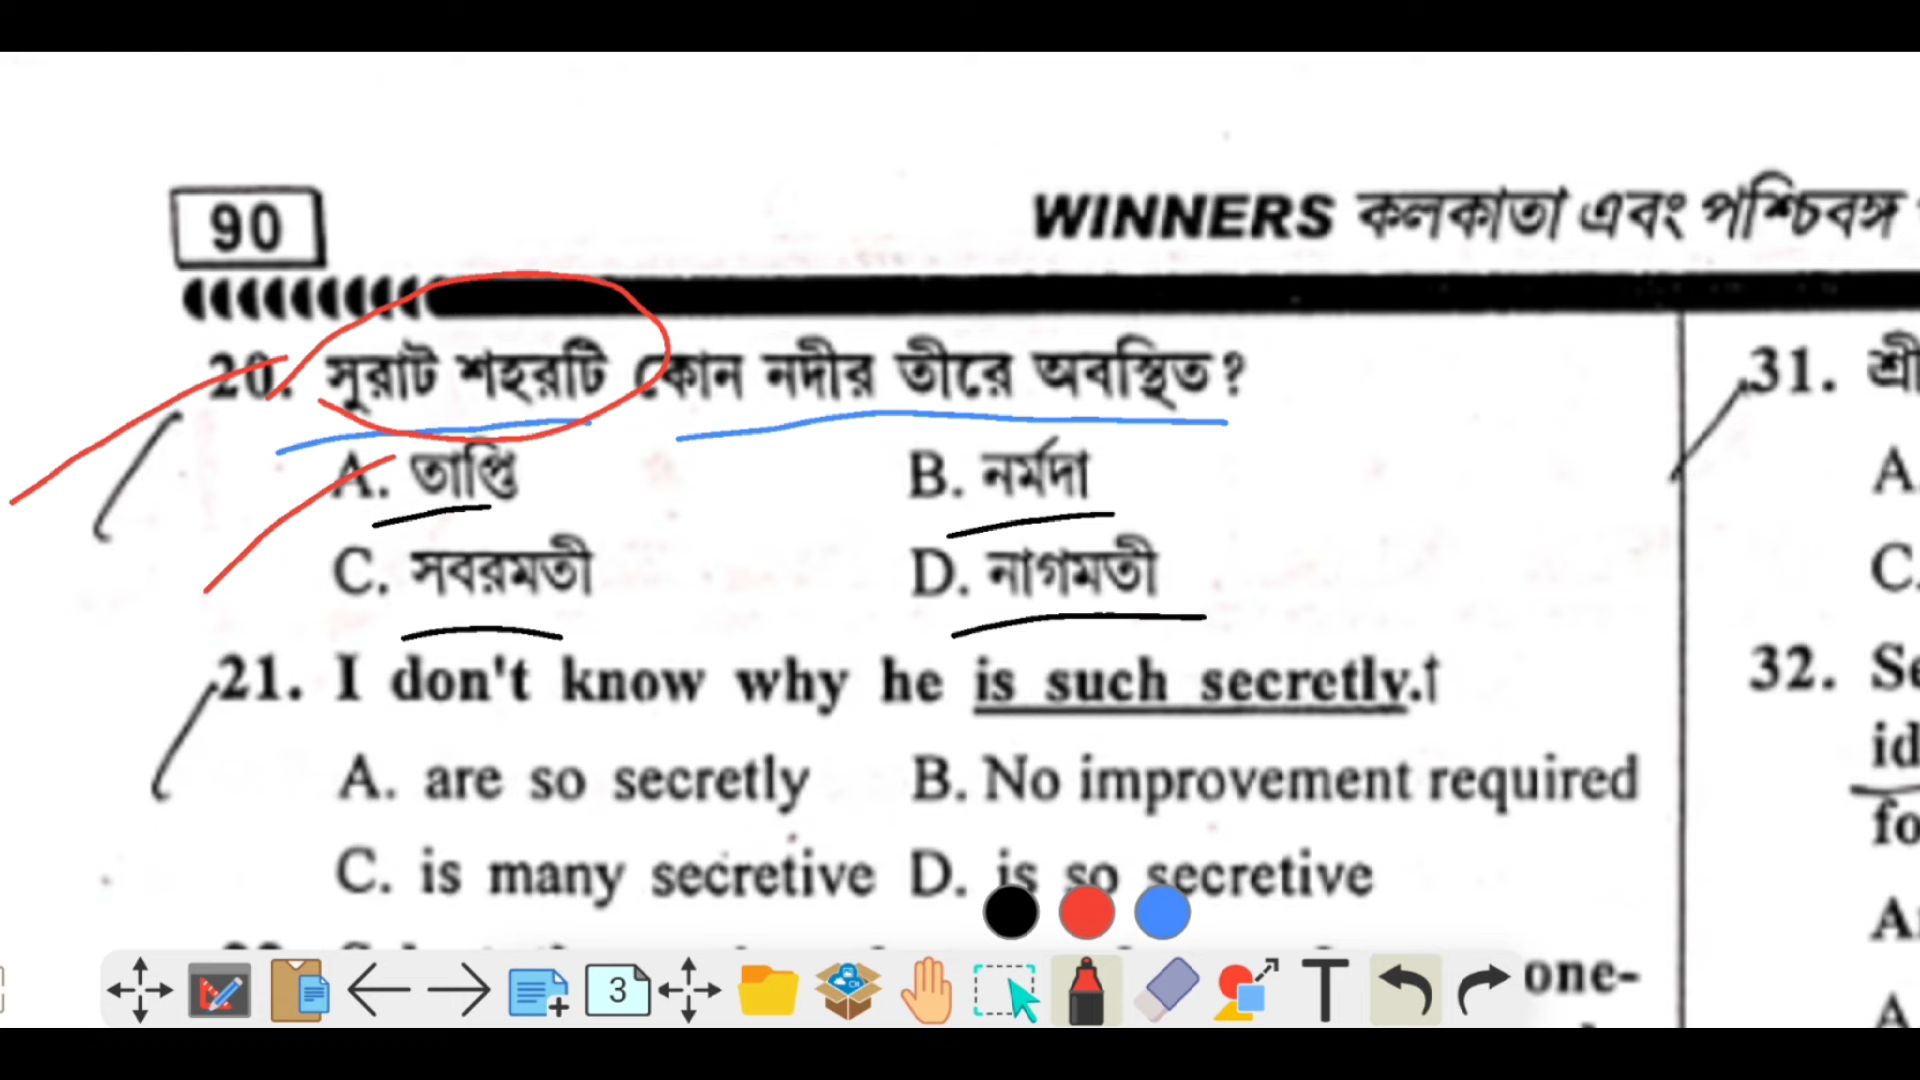 90
WINNERS কলকাতা এবং পশ্চিবঙ্গ
20. সুরাট শহরটি কোন নদীর তীরে অবস্থিত?
A. তাপ্তি B. নর্মদা
C. সবরমতী D. নাগমতী
21. I don't know why he is such secretly.
A. are so secretly B. No improvement required
C. is many secretive D. is so secretive
one-
31. শ্রী
A.
C.
32. Se
id
fo
A
3